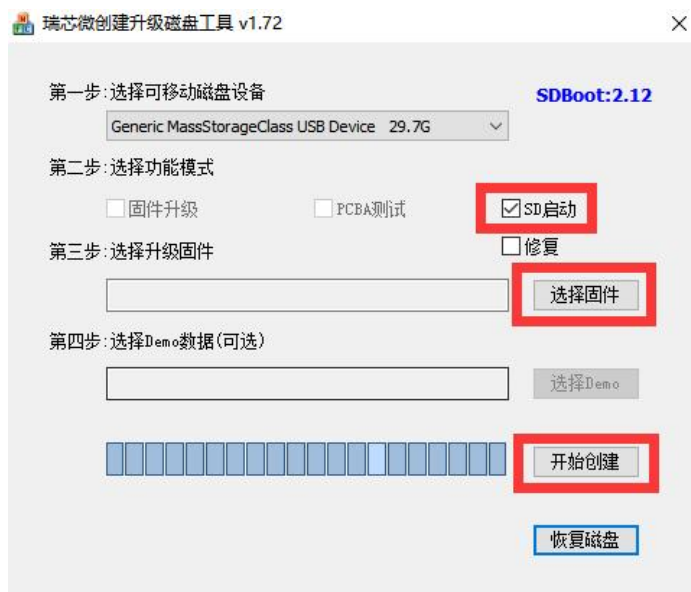 瑞芯微创建升级磁盘工具 v1.72
第一步:选择可移动磁盘设备
SDBoot:2.12
Generic MassStorageClass USB Device 29.7G
第二步:选择功能模式
固件升级 PCBA测试 SD启动
修复
第三步:选择升级固件
选择固件
第四步:选择Demo数据(可选)
选择Demo
开始创建
恢复磁盘